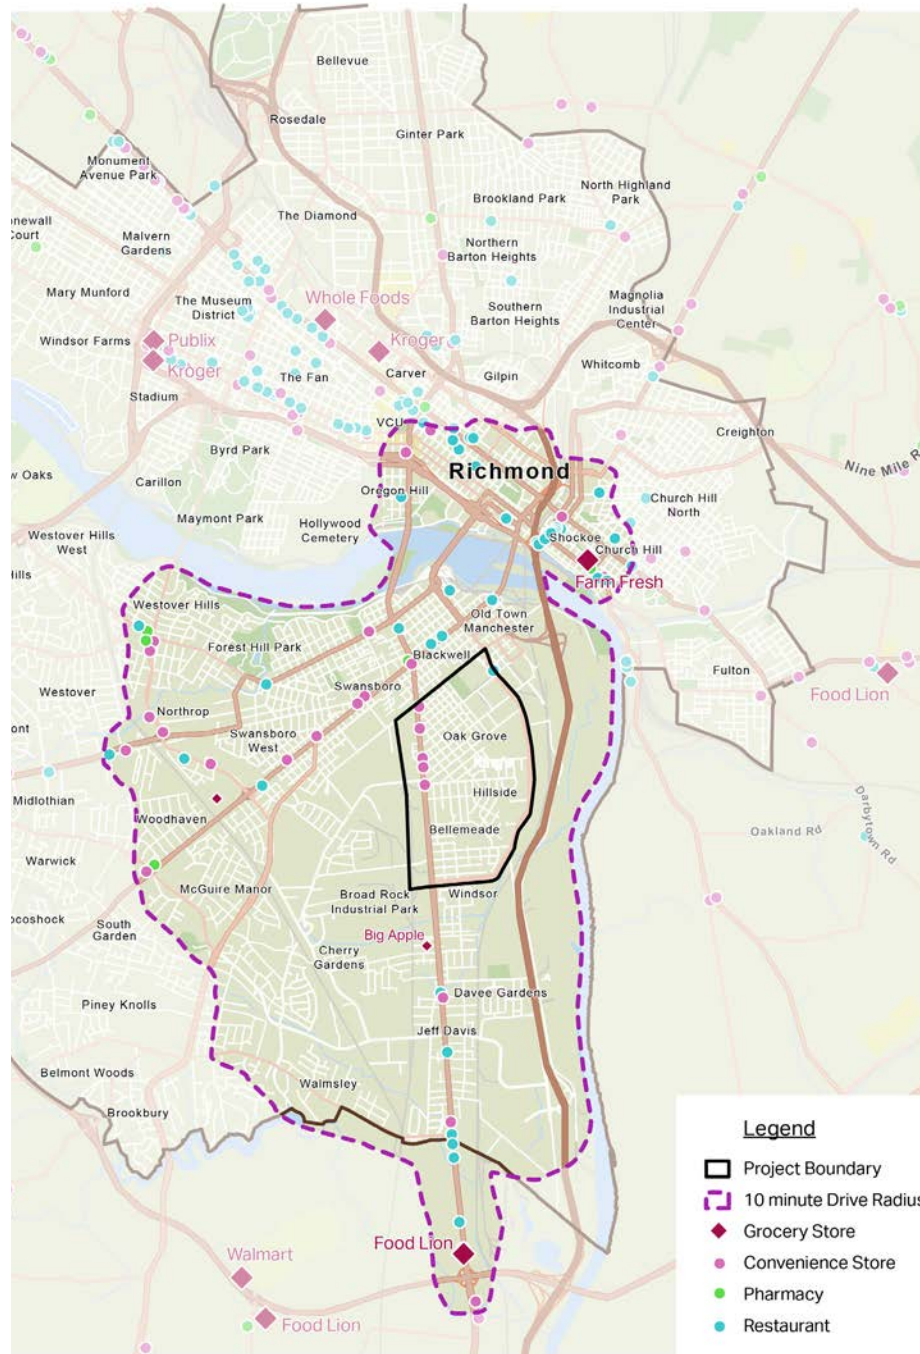 Bellevue
Rosedale
Ginter Park
Monument
Avenue Park
North Highland
Park
Brookland Park
The Diamond
onewall
Court
Malvern
Gardens
Northern
Barton Heights
Mary Munford
The Museum
District
Whole Foods
Magnolia
Industrial
Center
Southern
Barton Heights
Windsor Farms
Publix
Kroger
Kroger
Whitcomb
The Fan
Carver
Gilpin
Stadium
VCU
Creighton
Byrd Park
Richmond
Nine Mile R
w Oaks
Carillon
Oregon Hill
Church Hill
North
Maymont Park
Hollywood
Cemetery
Westover Hills
West
Shockoe
Church Hill
Farm Fresh
Hills
Westover Hills
Old Town
Manchester
Forest Hill Park
Blackwell
Fulton
Westover
Swansboro
Food Lion
Northrop
ont
Swansboro
West
Oak Grove
Hillside
Midlothian
Woodhaven
Darbytown Rd
Bellemeade
Oakland Rd
Warwick
McGuire Manor
Broad Rock
Industrial Park
Windsor
ocoshock
South
Garden
Big Apple
Cherry
Gardens
Davee Gardens
Piney Knolls
Jeff Davis
Belmont Woods
Walmsley
Brookbury
Food Lion
Walmart
Food Lion
Legend
Project Boundary
10 minute Drive Radius
Grocery Store
Convenience Store
Pharmacy
Restaurant